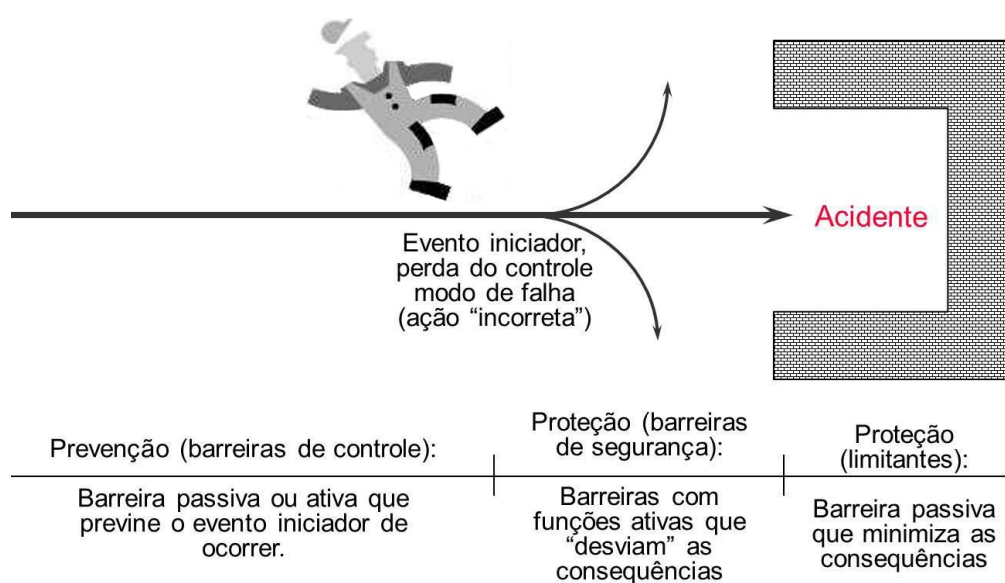 Acidente
Evento iniciador,
perda do controle
modo de falha
(ação “incorreta”)
Prevenção (barreiras de controle):
Barreira passiva ou ativa que
previne o evento iniciador de
ocorrer.
Proteção (barreiras
de segurança):
Barreiras com
funções ativas que
“desviam” as
consequências
Proteção
(limitantes):
Barreira passiva
que minimiza as
consequências